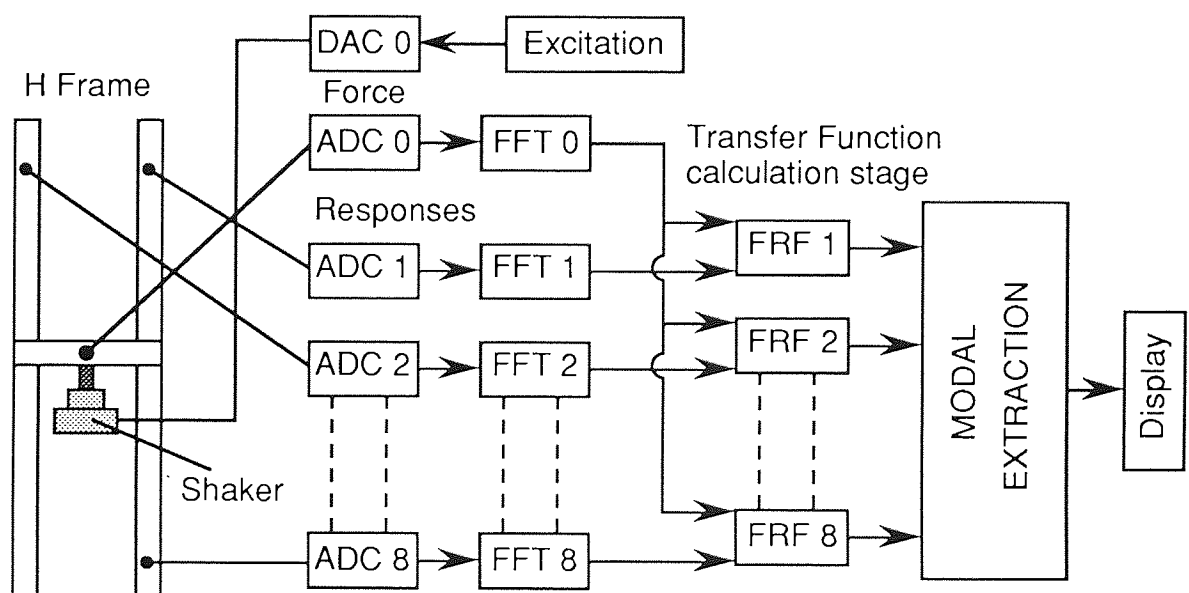 DAC 0
Excitation
H Frame
Force
ADC 0
FFT 0
Transfer Function
calculation stage
Responses
FRF 1
ADC 1
FFT 1
FRF 2
ADC 2
FFT 2
MODAL
EXTRACTION
Display
Shaker
FRF 8
ADC 8
FFT 8